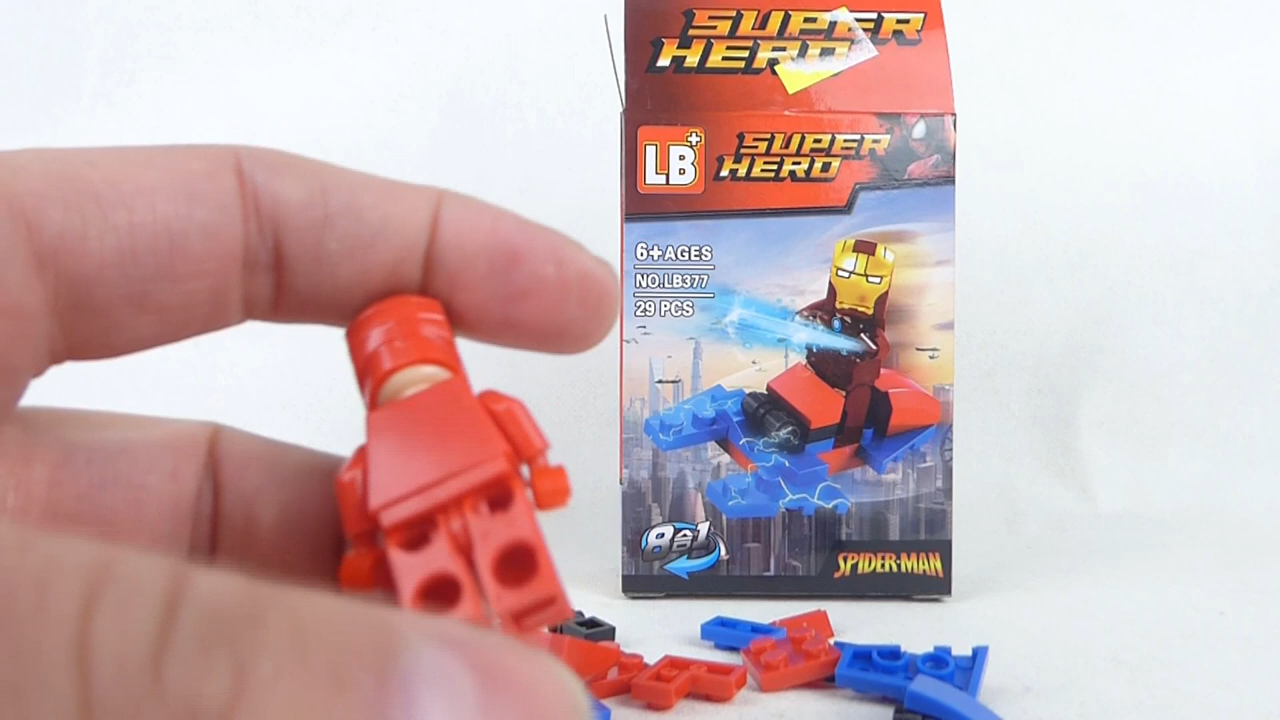 SUPER
HERO
LB+
SUPER
HERO
6+AGES
NO.LB377
29 PCS
8合1
SPIDER-MAN